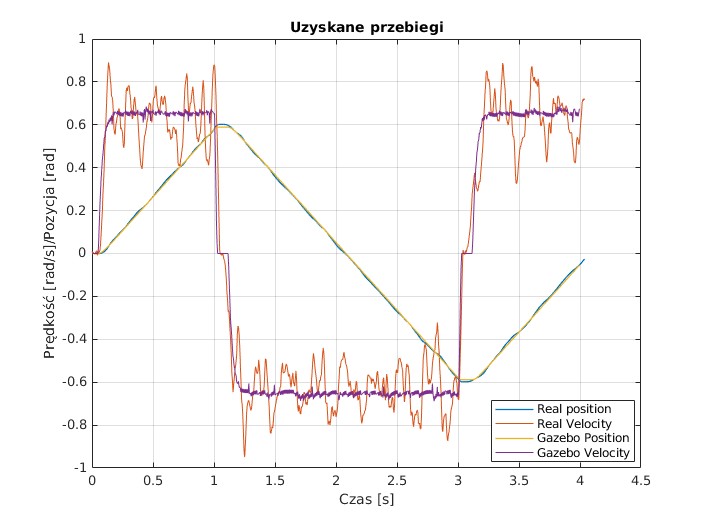 Uzyskane przebiegi
1
0.8
0.6
0.4
0.2
0
-0.2
-0.4
-0.6
-0.8
-1
Prędkość [rad/s]/Pozycja [rad]
Real position
Real Velocity
Gazebo Position
Gazebo Velocity
0 0.5 1 1.5 2 2.5 3 3.5 4 4.5
Czas [s]